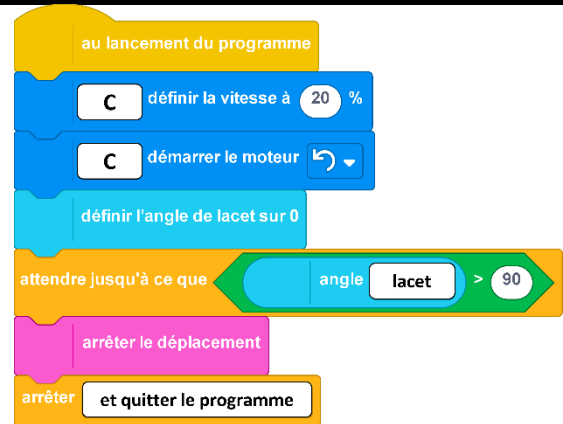 au lancement du programme
C définir la vitesse à 20 %
C démarrer le moteur
définir l'angle de lacet sur 0
attendre jusqu'à ce que angle lacet > 90
arrêter le déplacement
arrêter et quitter le programme